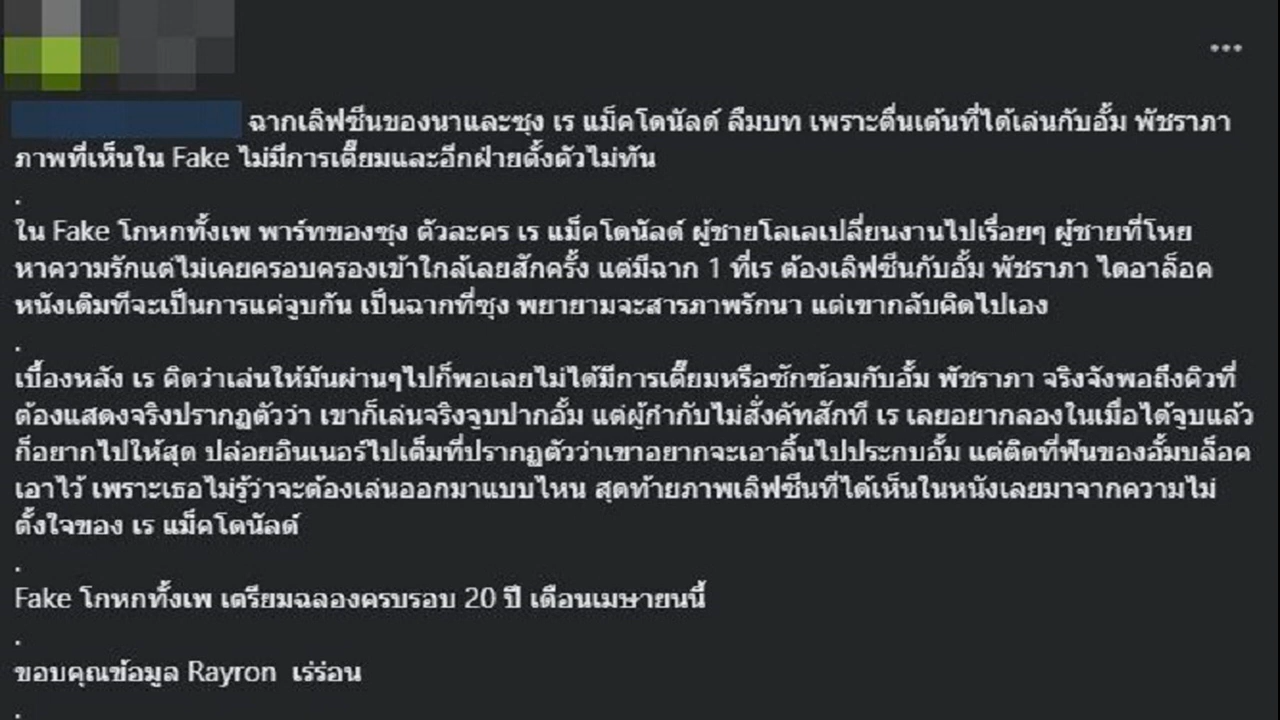 ฉากเลิฟซีนของนาและซุง เร แม็คโดนัลด์ ลืมบท เพราะตื่นเต้นที่ได้เล่นกับอั้ม พัชราภา
ภาพที่เห็นใน Fake ไม่มีการเตี๊ยมและอีกฝ่ายตั้งตัวไม่ทัน
.
ใน Fake โกหกทั้งเพ พาร์ทของซุง ตัวละคร เร แม็คโดนัลด์ ผู้ชายโลเลเปลี่ยนงานไปเรื่อยๆ ผู้ชายที่โหย
หาความรักแต่ไม่เคยครอบครองเข้าใกล้เลยสักครั้ง แต่มีฉาก 1 ที่เร ต้องเลิฟซีนกับอั้ม พัชราภา ไดอาล็อค
หนังเดิมทีจะเป็นการแค่จูบกัน เป็นฉากที่ซุง พยายามจะสารภาพรักนา แต่เขากลับคิดไปเอง
.
เบื้องหลัง เร คิดว่าเล่นให้มันผ่านๆไปก็พอเลยไม่ได้มีการเตี๊ยมหรือซักซ้อมกับอั้ม พัชราภา จริงจังพอถึงคิวที่
ต้องแสดงจริงปรากฏตัวว่า เขาก็เล่นจริงจูบปากอั้ม แต่ผู้กำกับไม่สั่งคัทสักที เร เลยอยากลองในเมื่อได้จูบแล้ว
ก็อยากไปให้สุด ปล่อยอินเนอร์ไปเต็มที่ปรากฏตัวว่าเขาอยากจะเอาลิ้นไปประกบอั้ม แต่ติดที่ฟันของอั้มบล็อค
เอาไว้ เพราะเธอไม่รู้ว่าจะต้องเล่นออกมาแบบไหน สุดท้ายภาพเลิฟซีนที่ได้เห็นในหนังเลยมาจากความไม่
ตั้งใจของ เร แม็คโดนัลด์
.
Fake โกหกทั้งเพ เตรียมฉลองครบรอบ 20 ปี เดือนเมษายนนี้
.
ขอบคุณข้อมูล Rayron เร่ร่อน
.